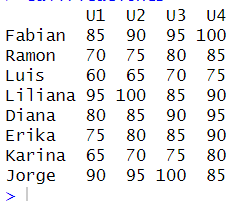 U1 U2 U3 U4
Fabian 85 90 95 100
Ramon 70 75 80 85
Luis 60 65 70 75
Liliana 95 100 85 90
Diana 80 85 90 95
Erika 75 80 85 90
Karina 65 70 75 80
Jorge 90 95 100 85
>